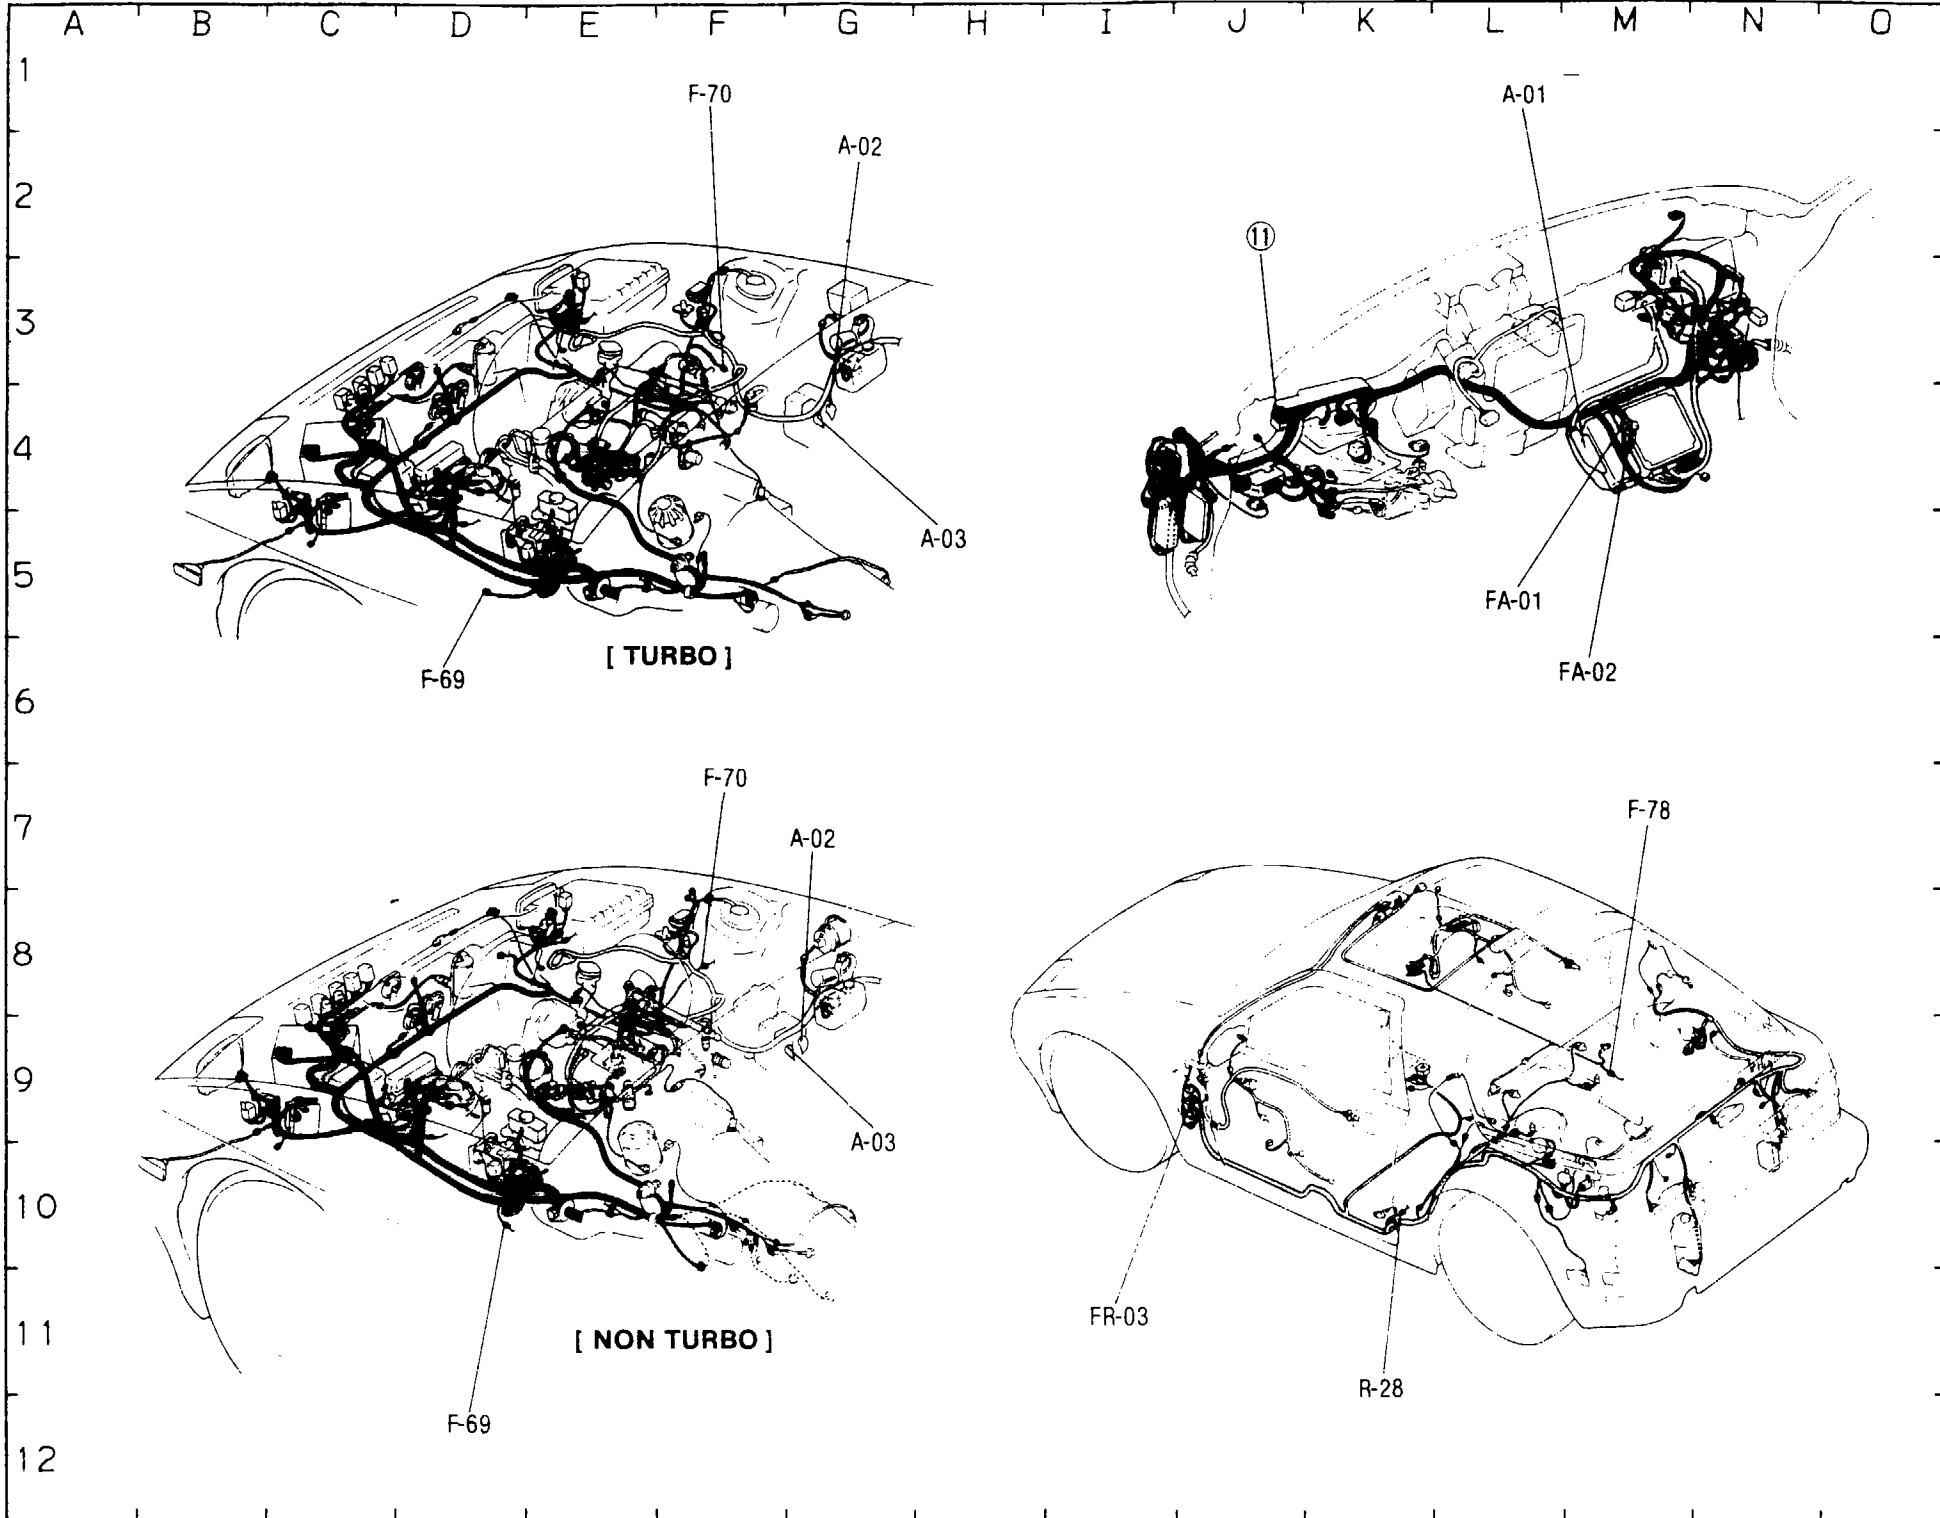 A B C D E F G H I J K L M N O
1
F-70
A-01
A-02
2
11
3
4
A-03
5
FA-01
[ TURBO ]
FA-02
F-69
6
F-70
F-78
7
A-02
8
9
A-03
10
FR-03
11
[ NON TURBO ]
R-28
F-69
12